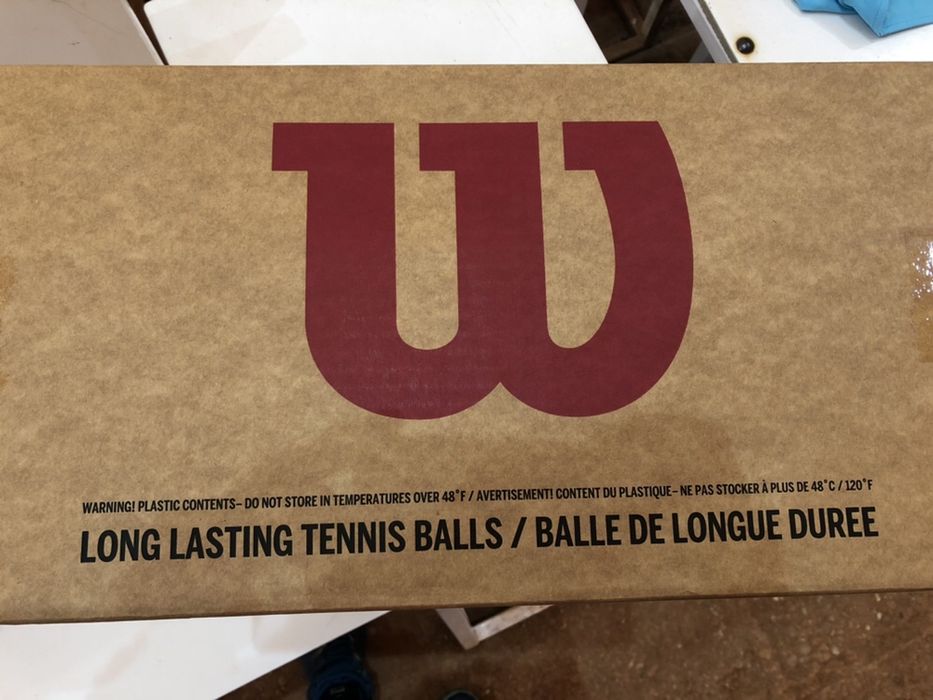 W
WARNING! PLASTIC CONTENTS– DO NOT STORE IN TEMPERATURES OVER 48˚F / AVERTISEMENT! CONTENT DU PLASTIQUE– NE PAS STOCKER À PLUS DE 48˚C / 120˚F
LONG LASTING TENNIS BALLS / BALLE DE LONGUE DUREE